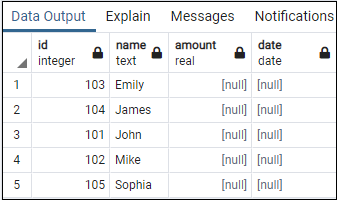 Data Output Explain Messages Notifications
id name amount date
integer text real date
1 103 Emily [null] [null]
2 104 James [null] [null]
3 101 John [null] [null]
4 102 Mike [null] [null]
5 105 Sophia [null] [null]